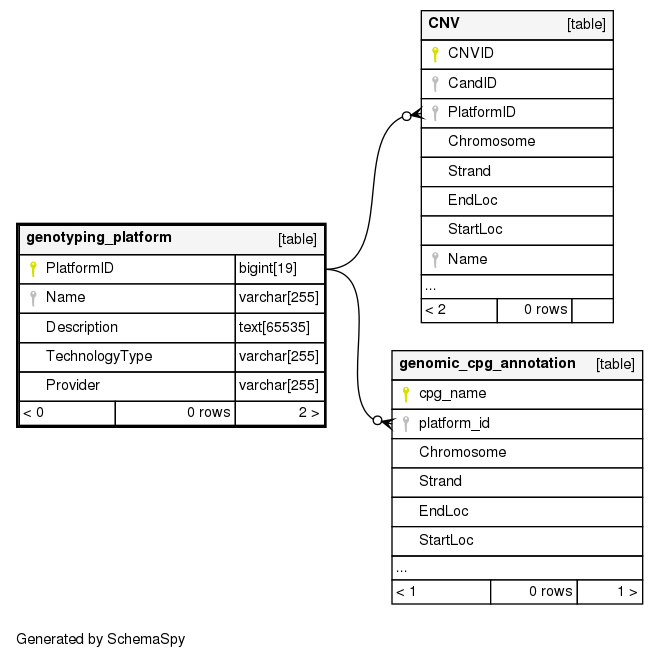 CNV [table]
CNVID
CandID
PlatformID
Chromosome
Strand
EndLoc
StartLoc
Name
...
< 2 0 rows
genotyping_platform [table]
PlatformID bigint[19]
Name varchar[255]
Description text[65535]
TechnologyType varchar[255]
Provider varchar[255]
< 0 0 rows 2 >
genomic_cpg_annotation [table]
cpg_name
platform_id
Chromosome
Strand
EndLoc
StartLoc
...
< 1 0 rows 1 >
Generated by SchemaSpy